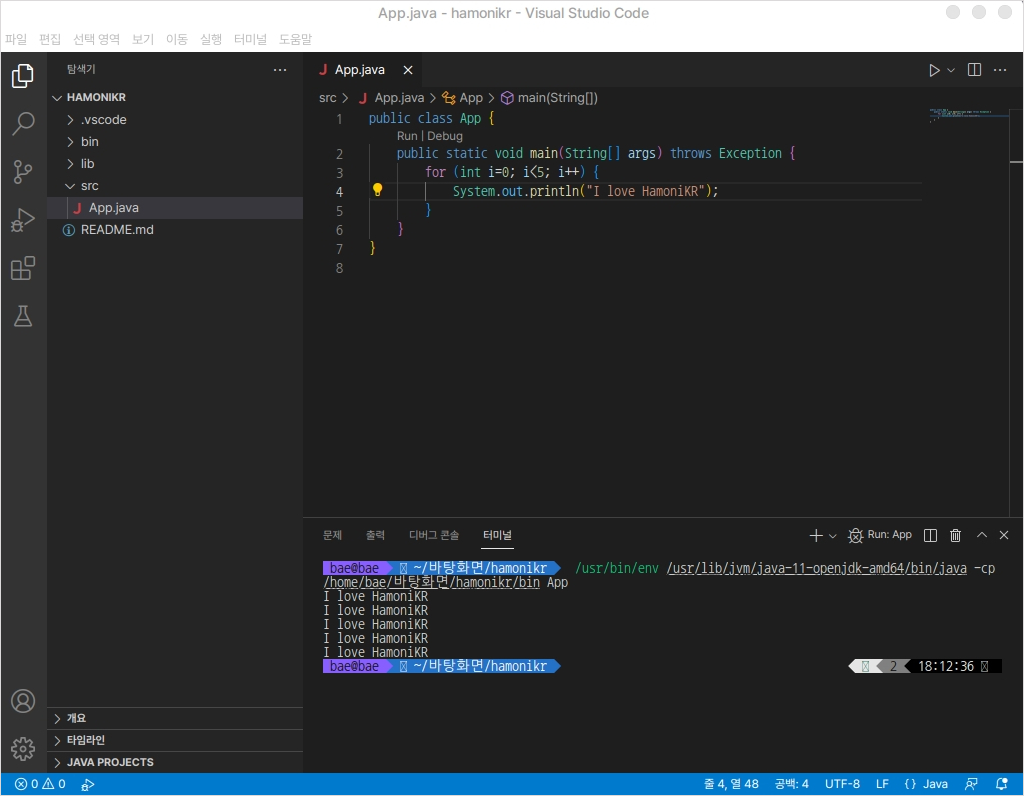 App.java - hamonikr - Visual Studio Code
파일 편집 선택 영역 보기 이동 실행 터미널 도움말
탐색기
HAMONIKR
.vscode
bin
lib
src
App.java
README.md
개요
타임라인
JAVA PROJECTS
App.java
src App.java App main(String[])
1 public class App {
Run | Debug
2 public static void main(String[] args) throws Exception {
3 for (int i=0; i<5; i++) {
4 System.out.println("I love HamoniKR");
5 }
6 }
7 }
8
문제 출력 디버그 콘솔 터미널 Run: App
bae@bae ~/바탕화면/hamonikr /usr/bin/env /usr/lib/jvm/java-11-openjdk-amd64/bin/java -cp
/home/bae/바탕화면/hamonikr/bin App
I love HamoniKR
I love HamoniKR
I love HamoniKR
I love HamoniKR
I love HamoniKR
bae@bae ~/바탕화면/hamonikr 2 18:12:36
0 0 줄 4, 열 48 공백: 4 UTF-8 LF {} Java